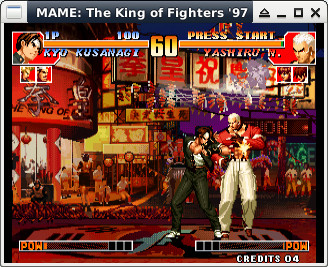 MAME: The King of Fighters '97
1P 100 PRESS START
60
KYO KUSANAGI YASHIRO N.
POW POW
CREDITS 04